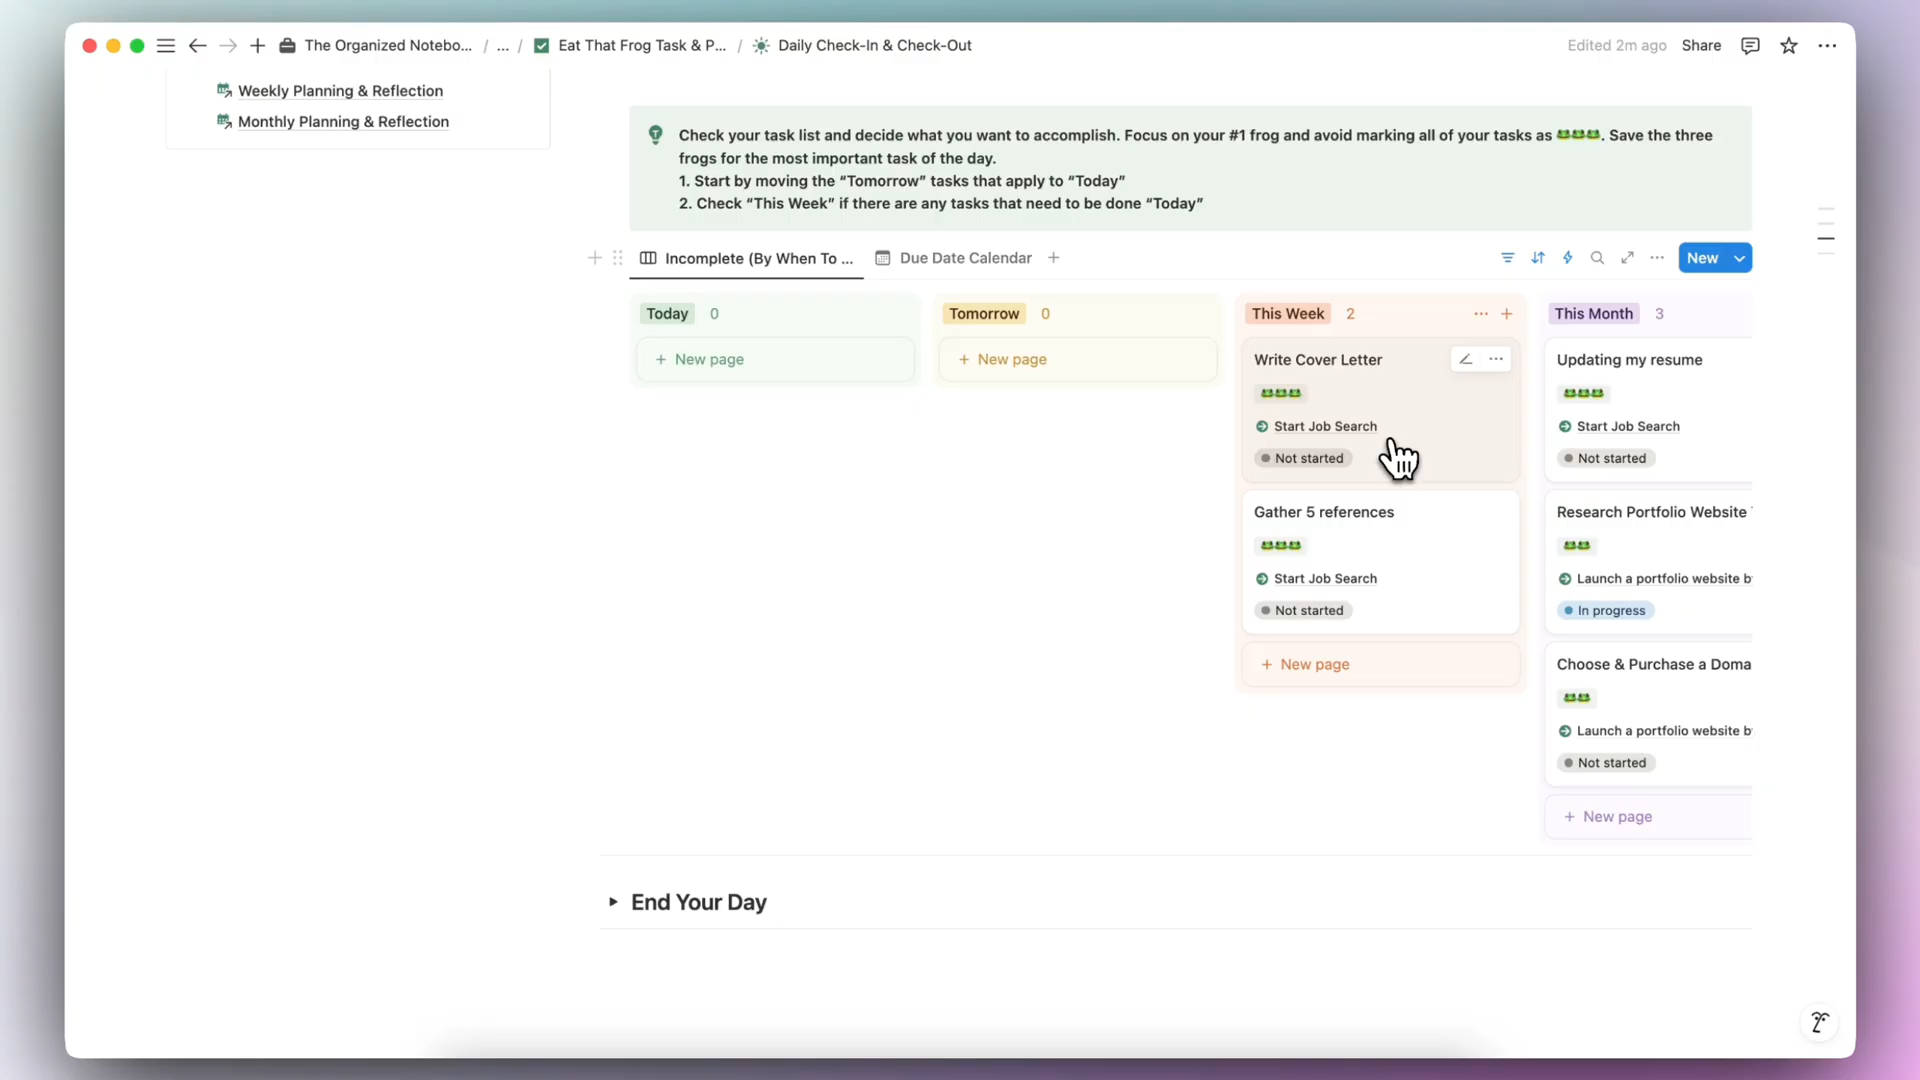 The Organized Notebo... / ... / Eat That Frog Task & P... / Daily Check-In & Check-Out
Edited 2m ago Share
Weekly Planning & Reflection
Monthly Planning & Reflection
Check your task list and decide what you want to accomplish. Focus on your #1 frog and avoid marking all of your tasks as 🐸🐸🐸. Save the three
frogs for the most important task of the day.
1. Start by moving the “Tomorrow” tasks that apply to “Today”
2. Check “This Week” if there are any tasks that need to be done “Today”
Incomplete (By When To ...
Due Date Calendar
New
Today 0
+ New page
Tomorrow 0
+ New page
This Week 2
Write Cover Letter
🐸🐸🐸
Start Job Search
Not started
Gather 5 references
🐸🐸🐸
Start Job Search
Not started
+ New page
This Month 3
Updating my resume
🐸🐸🐸
Start Job Search
Not started
Research Portfolio Website
🐸🐸
Launch a portfolio website
In progress
Choose & Purchase a Doma
🐸🐸
Launch a portfolio website
Not started
+ New page
End Your Day